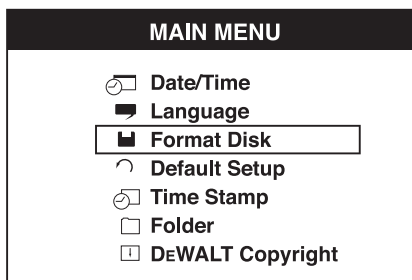 MAIN MENU
Date/Time
Language
Format Disk
Default Setup
Time Stamp
Folder
DEWALT Copyright